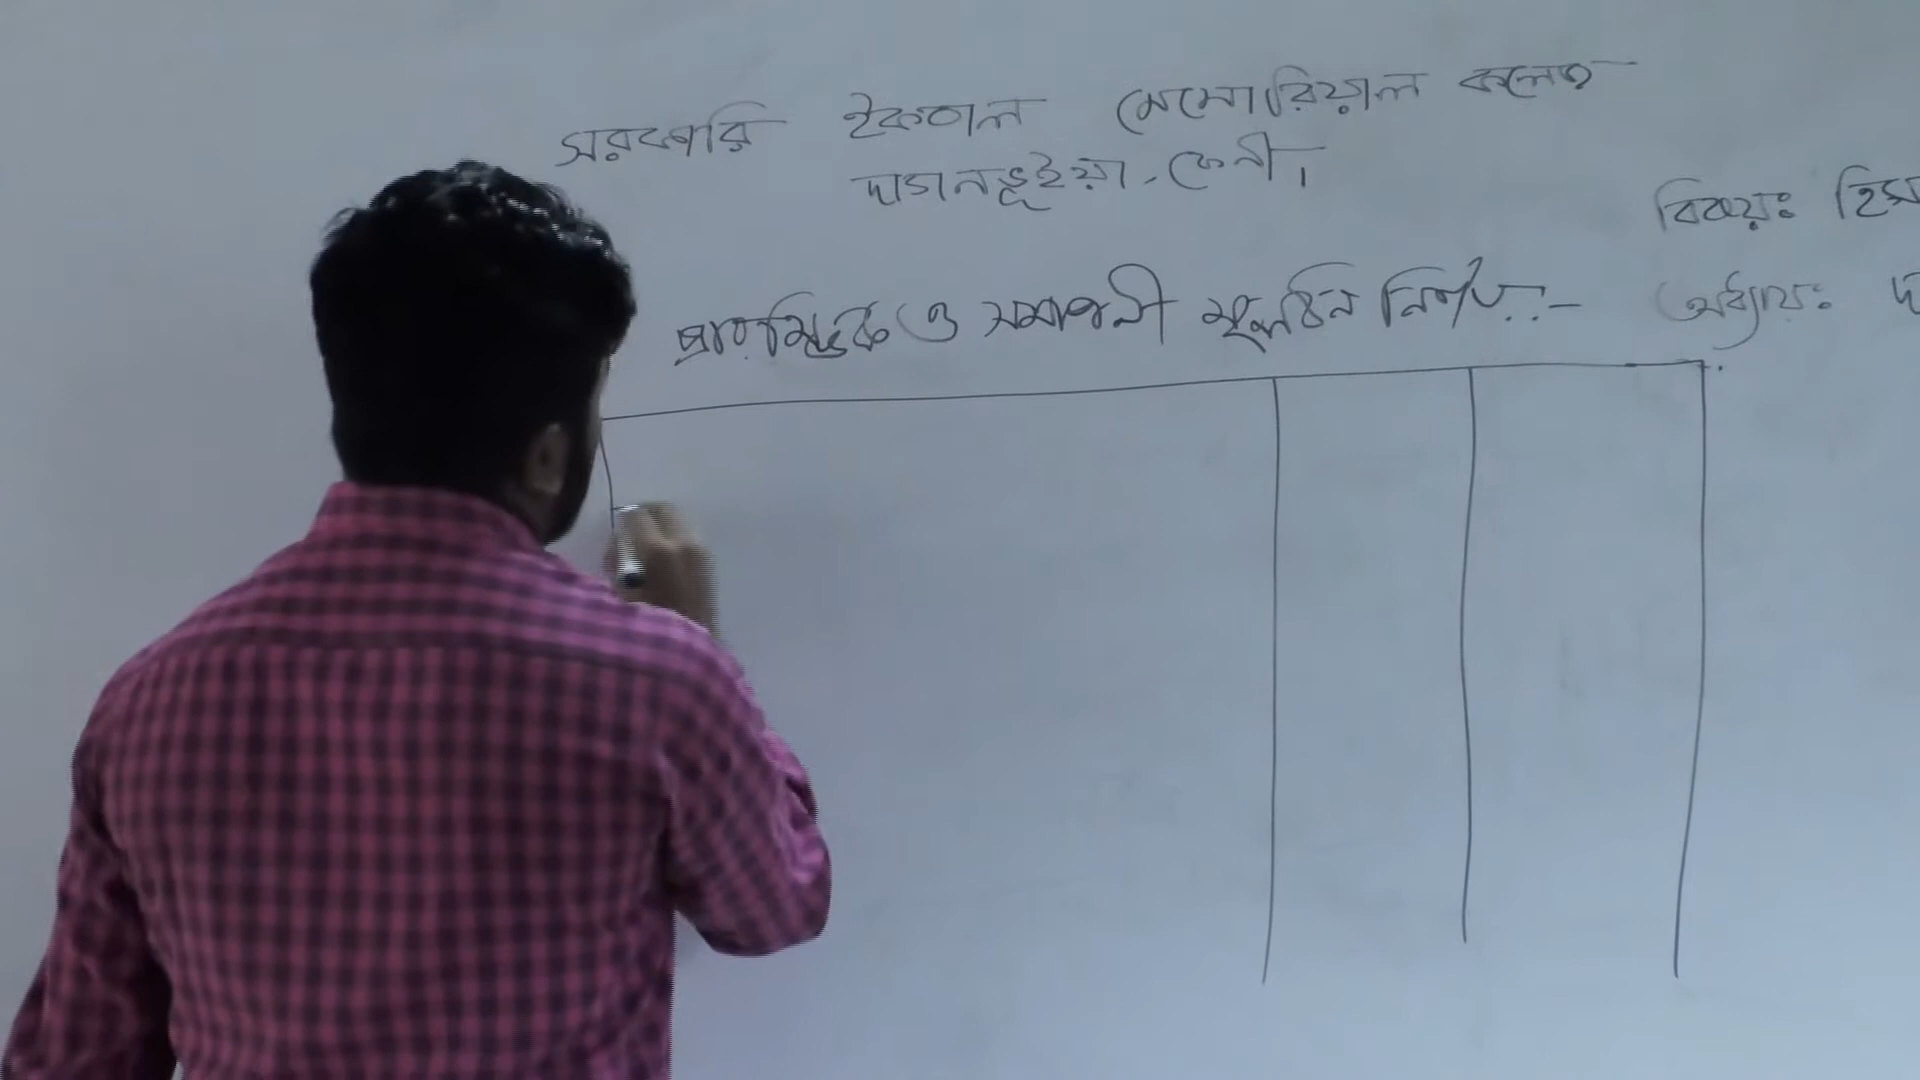 সরকারি ইকবাল মেমোরিয়াল কলেজ
দাগনভূইয়া-ফেনী।
বিষয়ঃ
প্রারম্ভিক ও সমাপনী মূলধন নির্ণয়:-
অধ্যায়ঃ